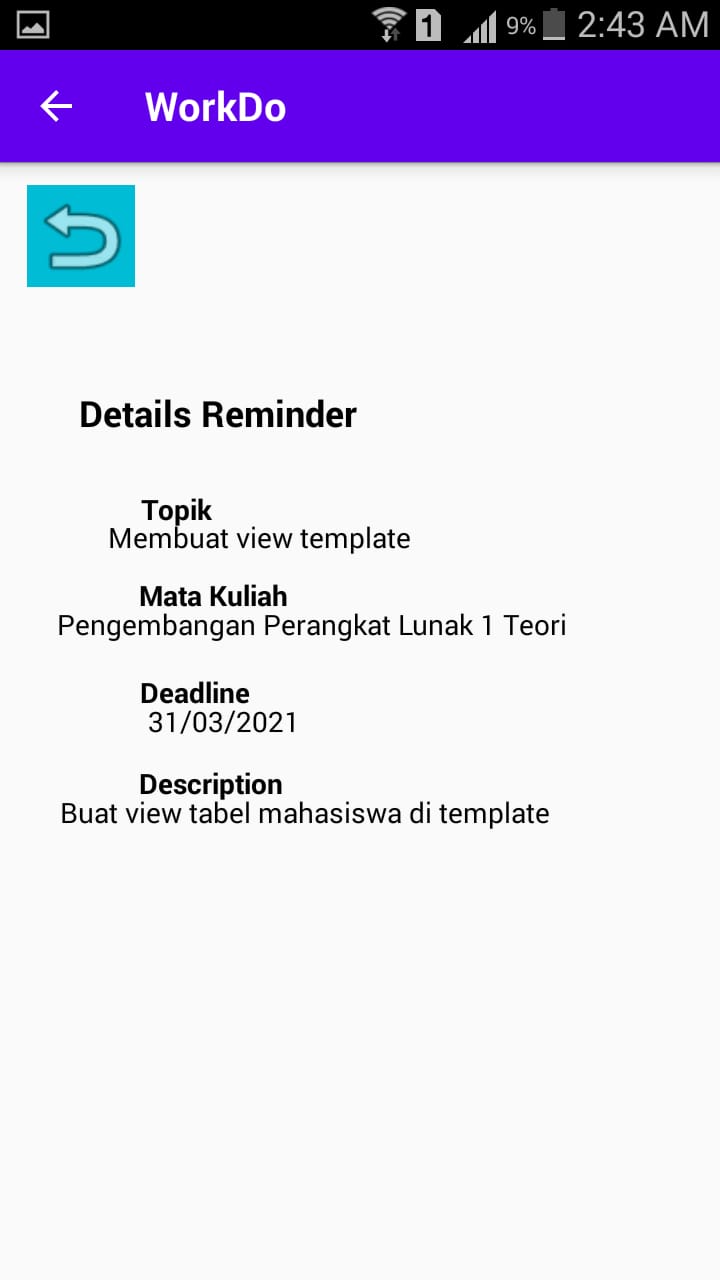 1 9% 2:43 AM
WorkDo
Details Reminder
Topik
Membuat view template
Mata Kuliah
Pengembangan Perangkat Lunak 1 Teori
Deadline
31/03/2021
Description
Buat view tabel mahasiswa di template